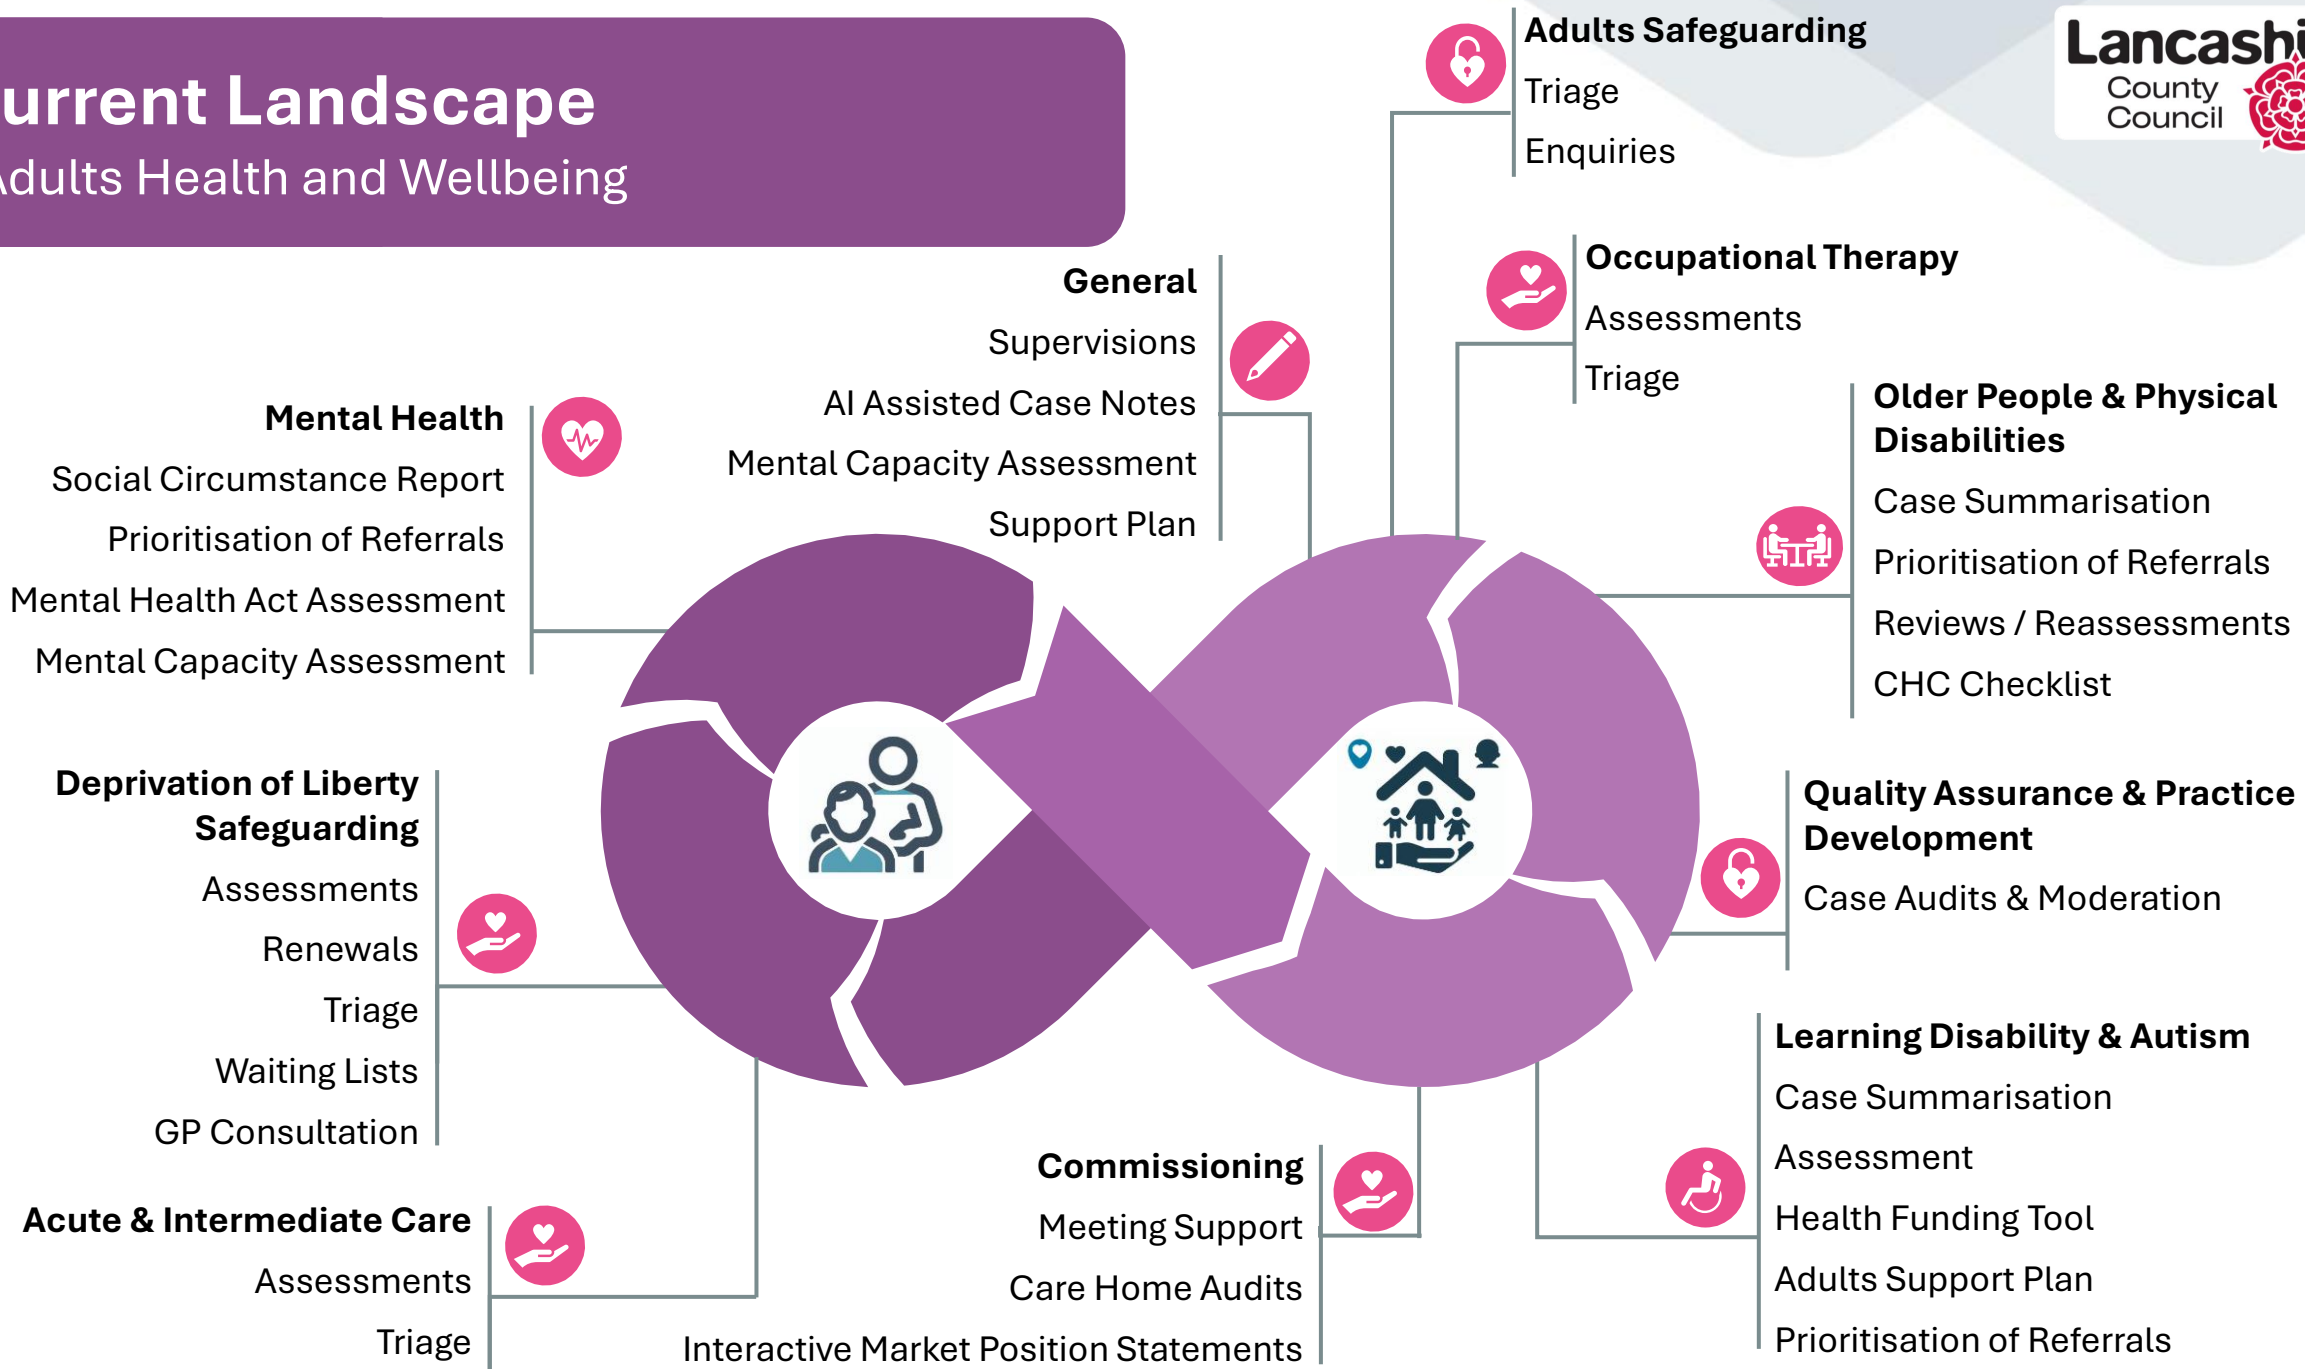 urrent Landscape
Adults Health and Wellbeing
Lancashi
County
Council
Adults Safeguarding
Triage
Enquiries
Occupational Therapy
Assessments
Triage
General
Supervisions
AI Assisted Case Notes
Mental Capacity Assessment
Support Plan
Mental Health
Social Circumstance Report
Prioritisation of Referrals
Mental Health Act Assessment
Mental Capacity Assessment
Older People & Physical
Disabilities
Case Summarisation
Prioritisation of Referrals
Reviews / Reassessments
CHC Checklist
Deprivation of Liberty
Safeguarding
Assessments
Renewals
Triage
Waiting Lists
GP Consultation
Quality Assurance & Practice
Development
Case Audits & Moderation
Acute & Intermediate Care
Assessments
Triage
Commissioning
Meeting Support
Care Home Audits
Interactive Market Position Statements
Learning Disability & Autism
Case Summarisation
Assessment
Health Funding Tool
Adults Support Plan
Prioritisation of Referrals